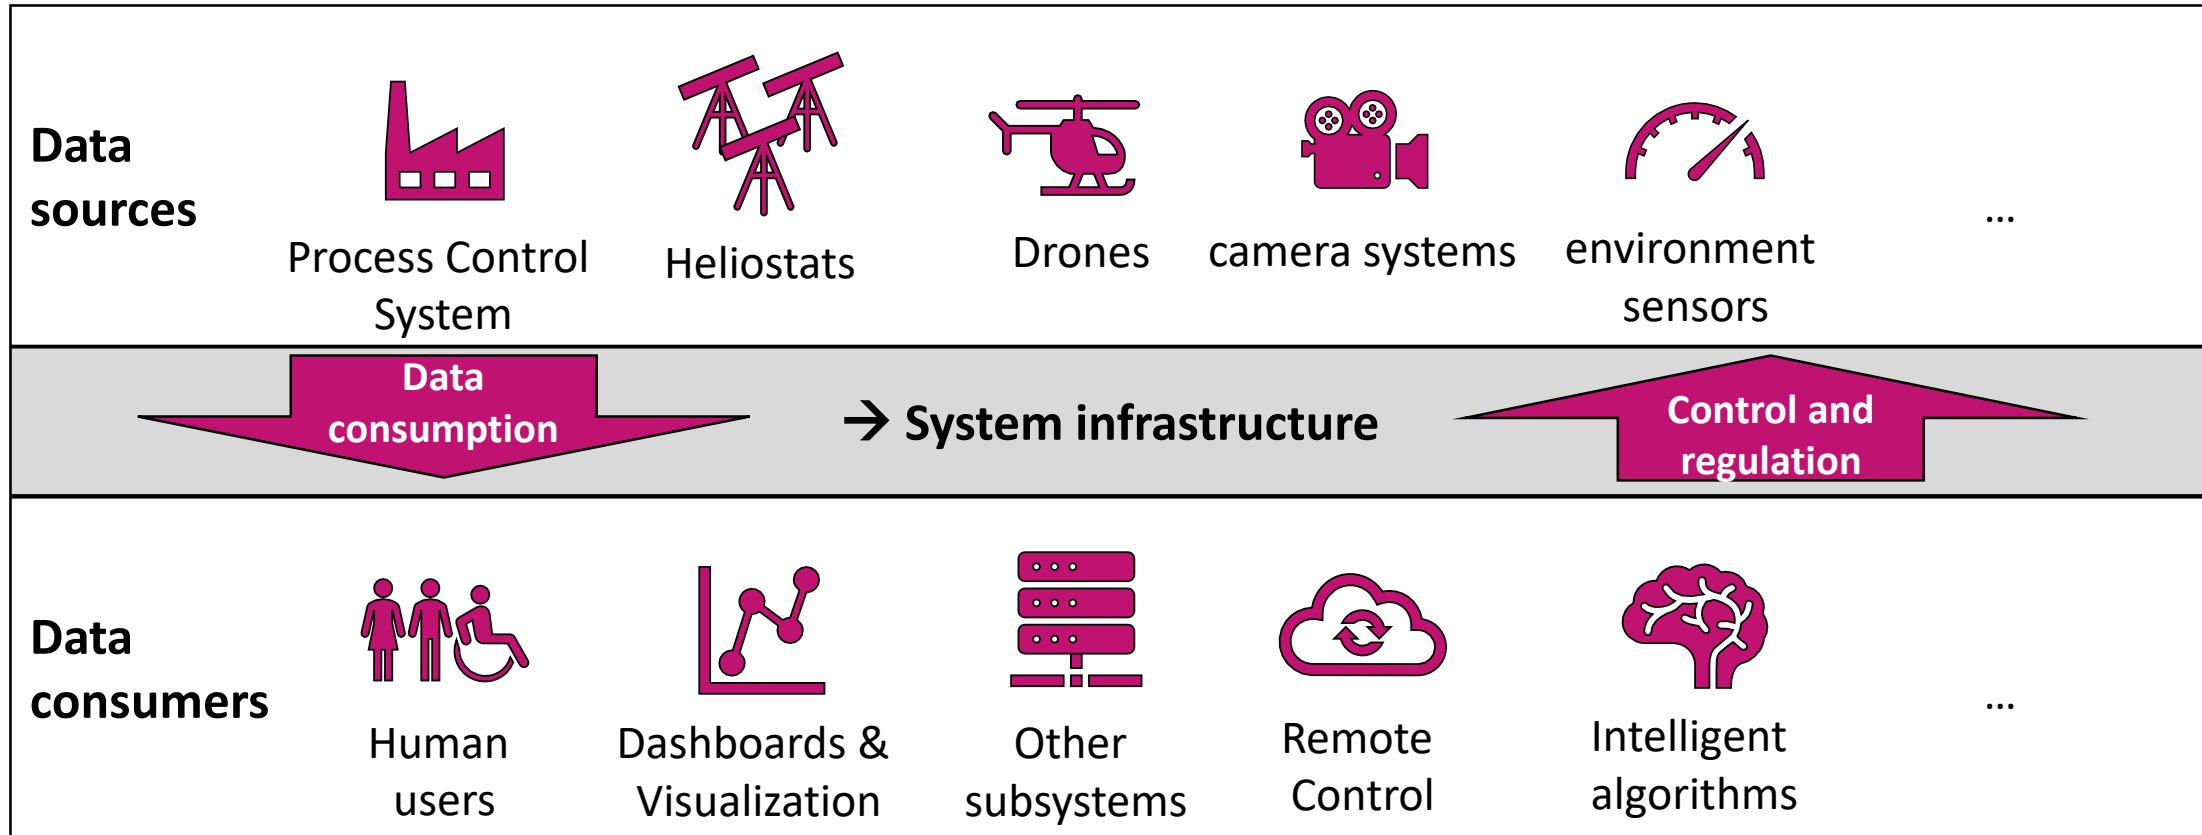 Data
sources
Process Control
System
Heliostats
Drones
camera systems
environment
sensors
...
Data
consumption
→ System infrastructure
Control and
regulation
Data
consumers
Human
users
Dashboards &
Visualization
Other
subsystems
Remote
Control
Intelligent
algorithms
...